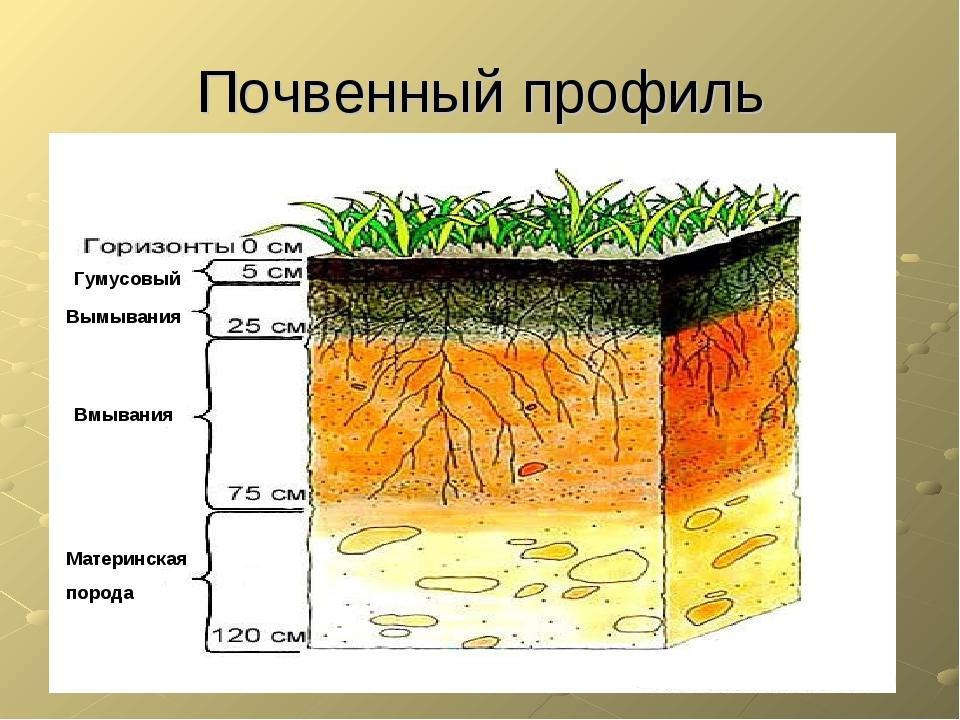 Почвенный профиль
Горизонты 0 см
5 см
Гумусовый
Вымывания
25 см
Вмывания
75 см
Материнская
порода
120 см